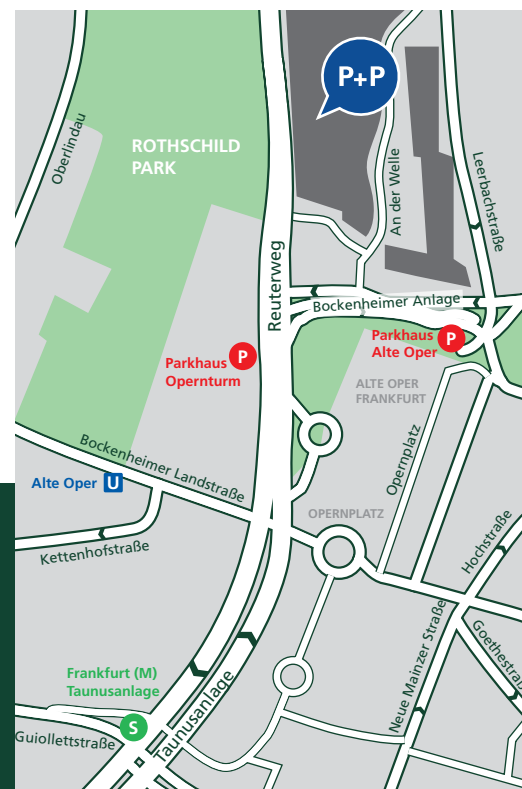 P+P
ROTHSCHILD
PARK
Oberlindau
An der Welle
Leerbachstraße
Reuterweg
Bockenheimer Anlage
Parkhaus
Alte Oper
P
Parkhaus
Opernturm
P
ALTE OPER
FRANKFURT
Bockenheimer Landstraße
Opernplatz
Alte Oper U
OPERNPLATZ
Hochstraße
Kettenhofstraße
Goethestraß
Neue Mainzer Straße
Frankfurt (M)
Taunusanlage
Taunusanlage
S
Guiollettstraße